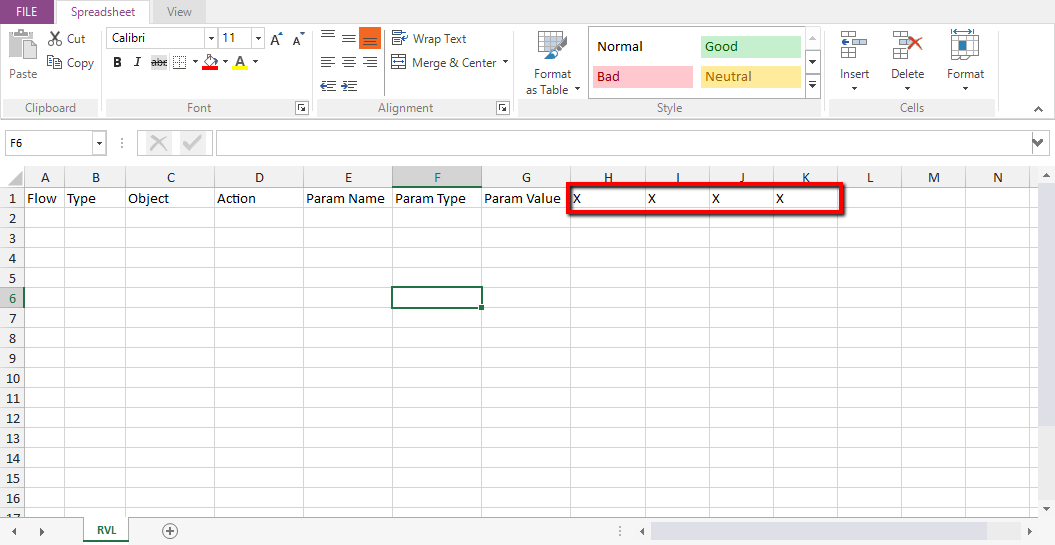 FILE Spreadsheet View
Cut Calibri 11 A A Wrap Text Normal Good
Paste Copy B I abc A Merge & Center Format as Table Bad Neutral Insert Delete Format
Clipboard Font Alignment Style Cells
F6
A B C D E F G H I J K L M N
1 Flow Type Object Action Param Name Param Type Param Value X X X X
2
3
4
5
6
7
8
9
10
11
12
13
14
15
16
17
RVL